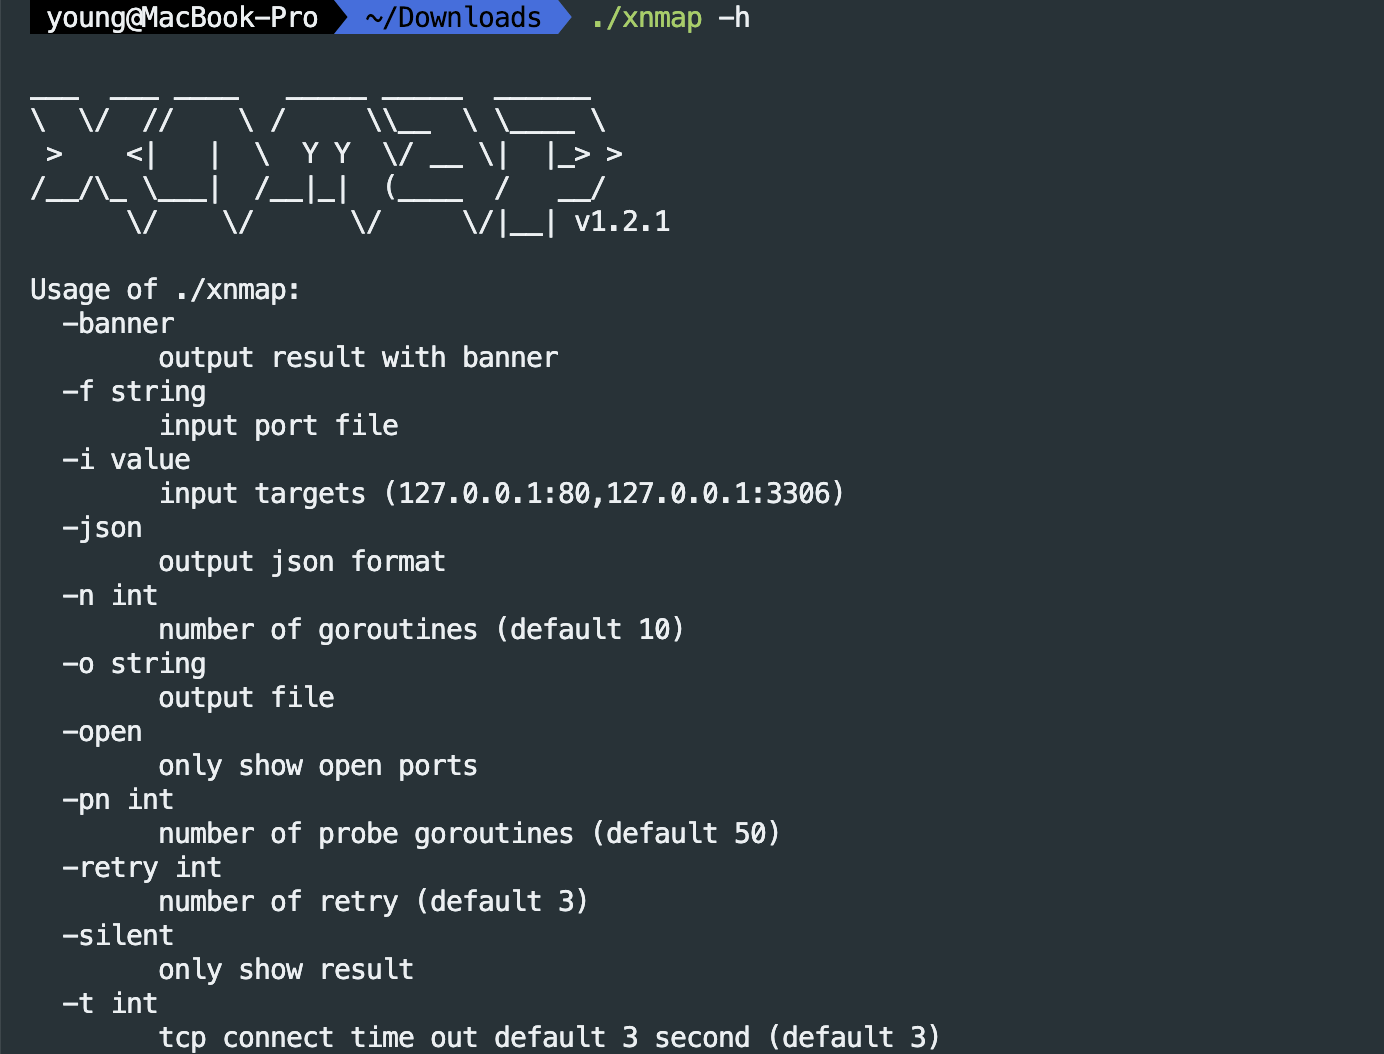 young@MacBook-Pro ~/Downloads ./xnmap -h
___  ___ ____   _____ _____  ______
\  \/  //    \ /     \\__  \ \____ \
 >    <|   |  \  Y Y  \/ __ \|  |_> >
/__/\_ \___|  /__|_|  (____  /   __/
      \/    \/      \/     \/|__| v1.2.1
Usage of ./xnmap:
  -banner
        output result with banner
  -f string
        input port file
  -i value
        input targets (127.0.0.1:80,127.0.0.1:3306)
  -json
        output json format
  -n int
        number of goroutines (default 10)
  -o string
        output file
  -open
        only show open ports
  -pn int
        number of probe goroutines (default 50)
  -retry int
        number of retry (default 3)
  -silent
        only show result
  -t int
        tcp connect time out default 3 second (default 3)